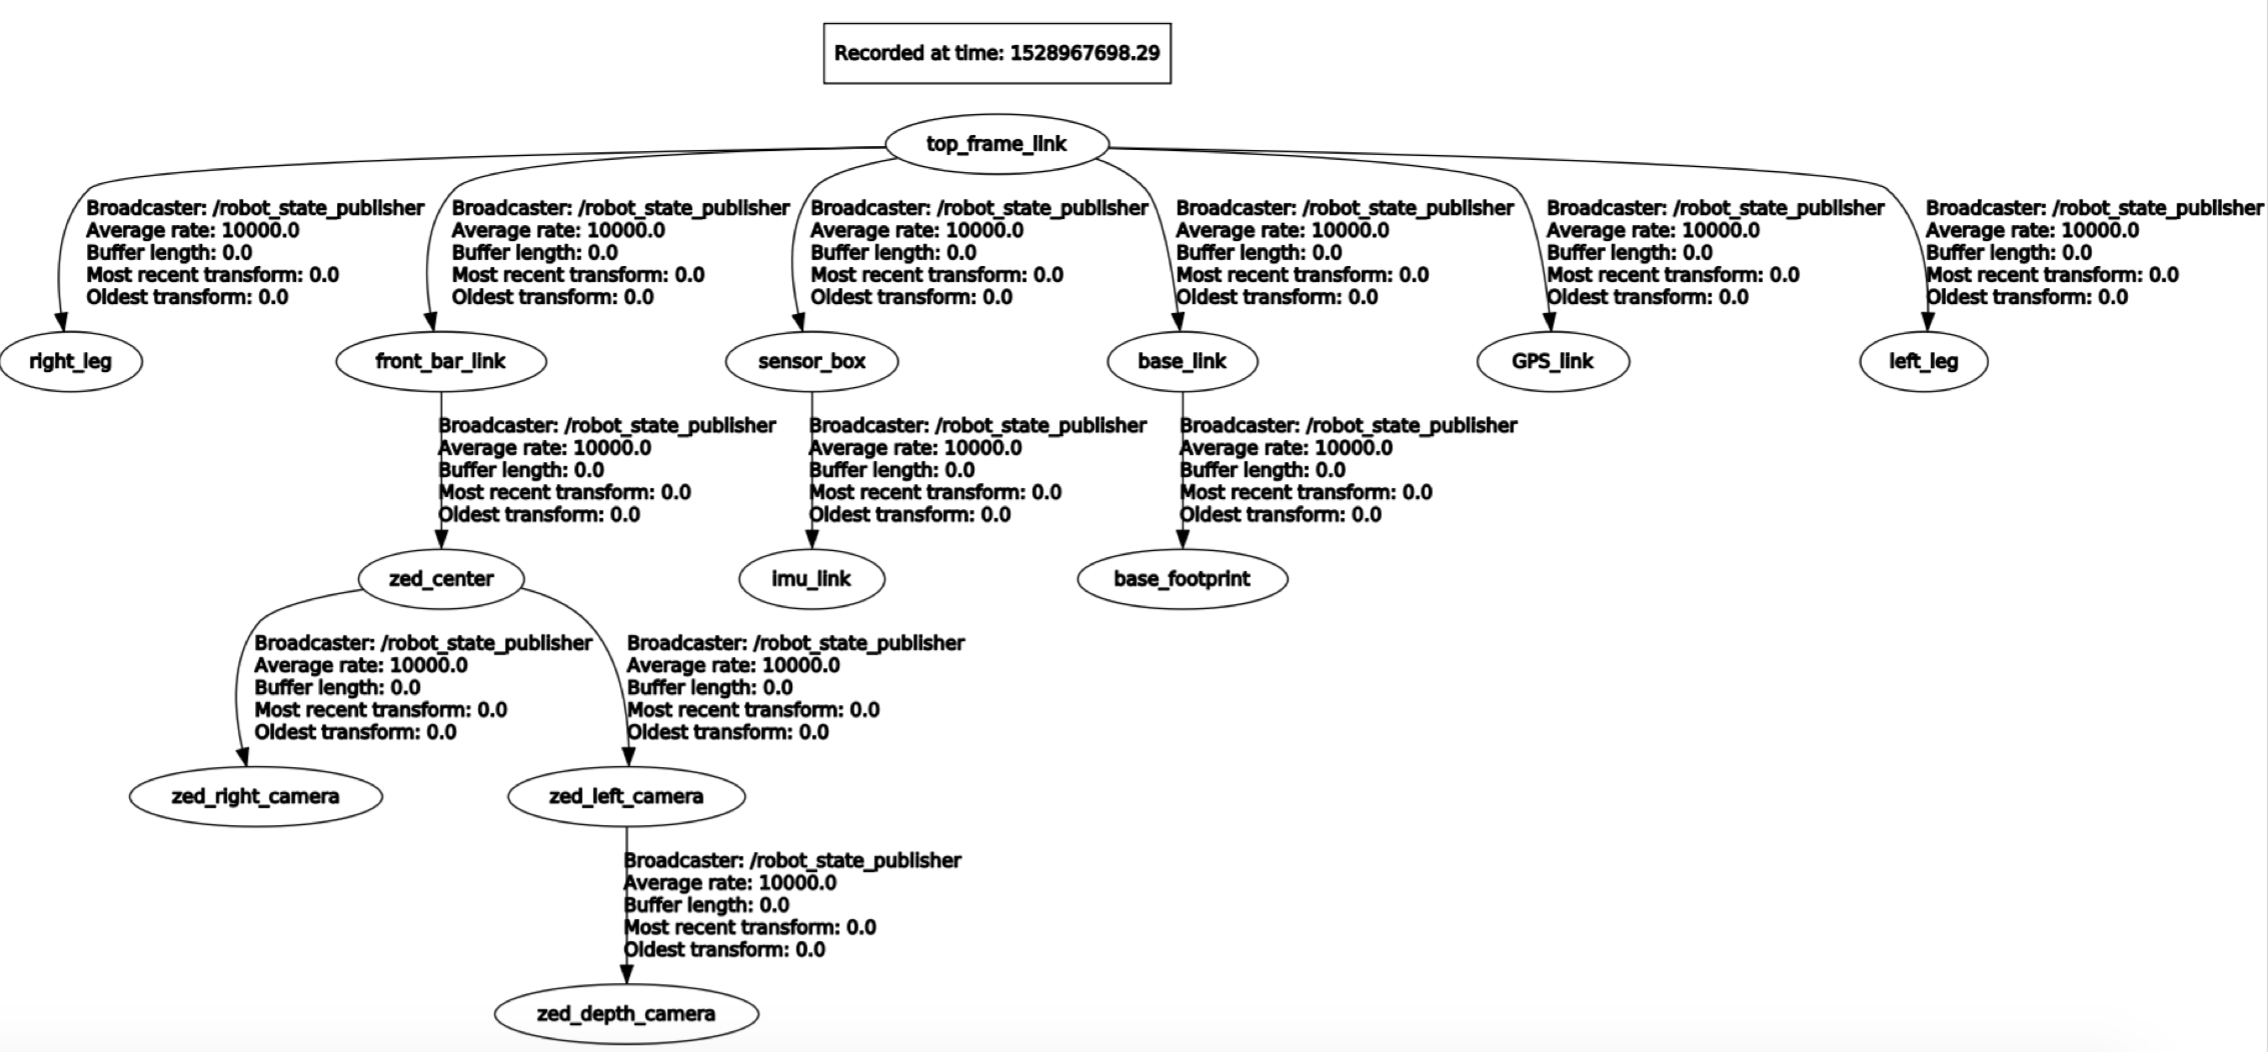 Recorded at time: 1528967698.29
top_frame_link
Broadcaster: /robot_state_publisher
Average rate: 10000.0
Buffer length: 0.0
Most recent transform: 0.0
Oldest transform: 0.0
Broadcaster: /robot_state_publisher
Average rate: 10000.0
Buffer length: 0.0
Most recent transform: 0.0
Oldest transform: 0.0
Broadcaster: /robot_state_publisher
Average rate: 10000.0
Buffer length: 0.0
Most recent transform: 0.0
Oldest transform: 0.0
Broadcaster: /robot_state_publisher
Average rate: 10000.0
Buffer length: 0.0
Most recent transform: 0.0
Oldest transform: 0.0
Broadcaster: /robot_state_publisher
Average rate: 10000.0
Buffer length: 0.0
Most recent transform: 0.0
Oldest transform: 0.0
Broadcaster: /robot_state_publisher
Average rate: 10000.0
Buffer length: 0.0
Most recent transform: 0.0
Oldest transform: 0.0
right_leg
front_bar_link
sensor_box
base_link
GPS_link
left_leg
Broadcaster: /robot_state_publisher
Average rate: 10000.0
Buffer length: 0.0
Most recent transform: 0.0
Oldest transform: 0.0
Broadcaster: /robot_state_publisher
Average rate: 10000.0
Buffer length: 0.0
Most recent transform: 0.0
Oldest transform: 0.0
Broadcaster: /robot_state_publisher
Average rate: 10000.0
Buffer length: 0.0
Most recent transform: 0.0
Oldest transform: 0.0
zed_center
imu_link
base_footprint
Broadcaster: /robot_state_publisher
Average rate: 10000.0
Buffer length: 0.0
Most recent transform: 0.0
Oldest transform: 0.0
Broadcaster: /robot_state_publisher
Average rate: 10000.0
Buffer length: 0.0
Most recent transform: 0.0
Oldest transform: 0.0
zed_right_camera
zed_left_camera
Broadcaster: /robot_state_publisher
Average rate: 10000.0
Buffer length: 0.0
Most recent transform: 0.0
Oldest transform: 0.0
zed_depth_camera